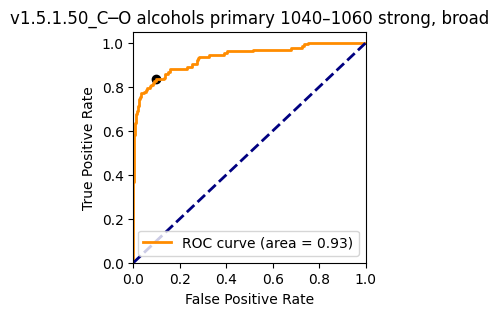 v1.5.1.50_C─O alcohols primary 1040–1060 strong, broad
1.0
0.8
0.6
0.4
0.2
0.0
True Positive Rate
ROC curve (area = 0.93)
0.0 0.2 0.4 0.6 0.8 1.0
False Positive Rate